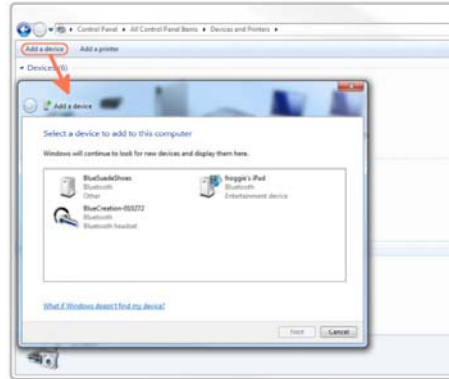 Control Panel ▸ All Control Panel Items ▸ Devices and Printers ▸
Add a device Add a printer
Devices (6)
Add a device
Select a device to add to this computer
Windows will continue to look for new devices and display them here.
BlueSuedeShoes
Bluetooth
Other
froggie's iPad
Bluetooth
Entertainment device
BlueCreation-010272
Bluetooth
Bluetooth headset
What if Windows doesn't find my device?
Next Cancel